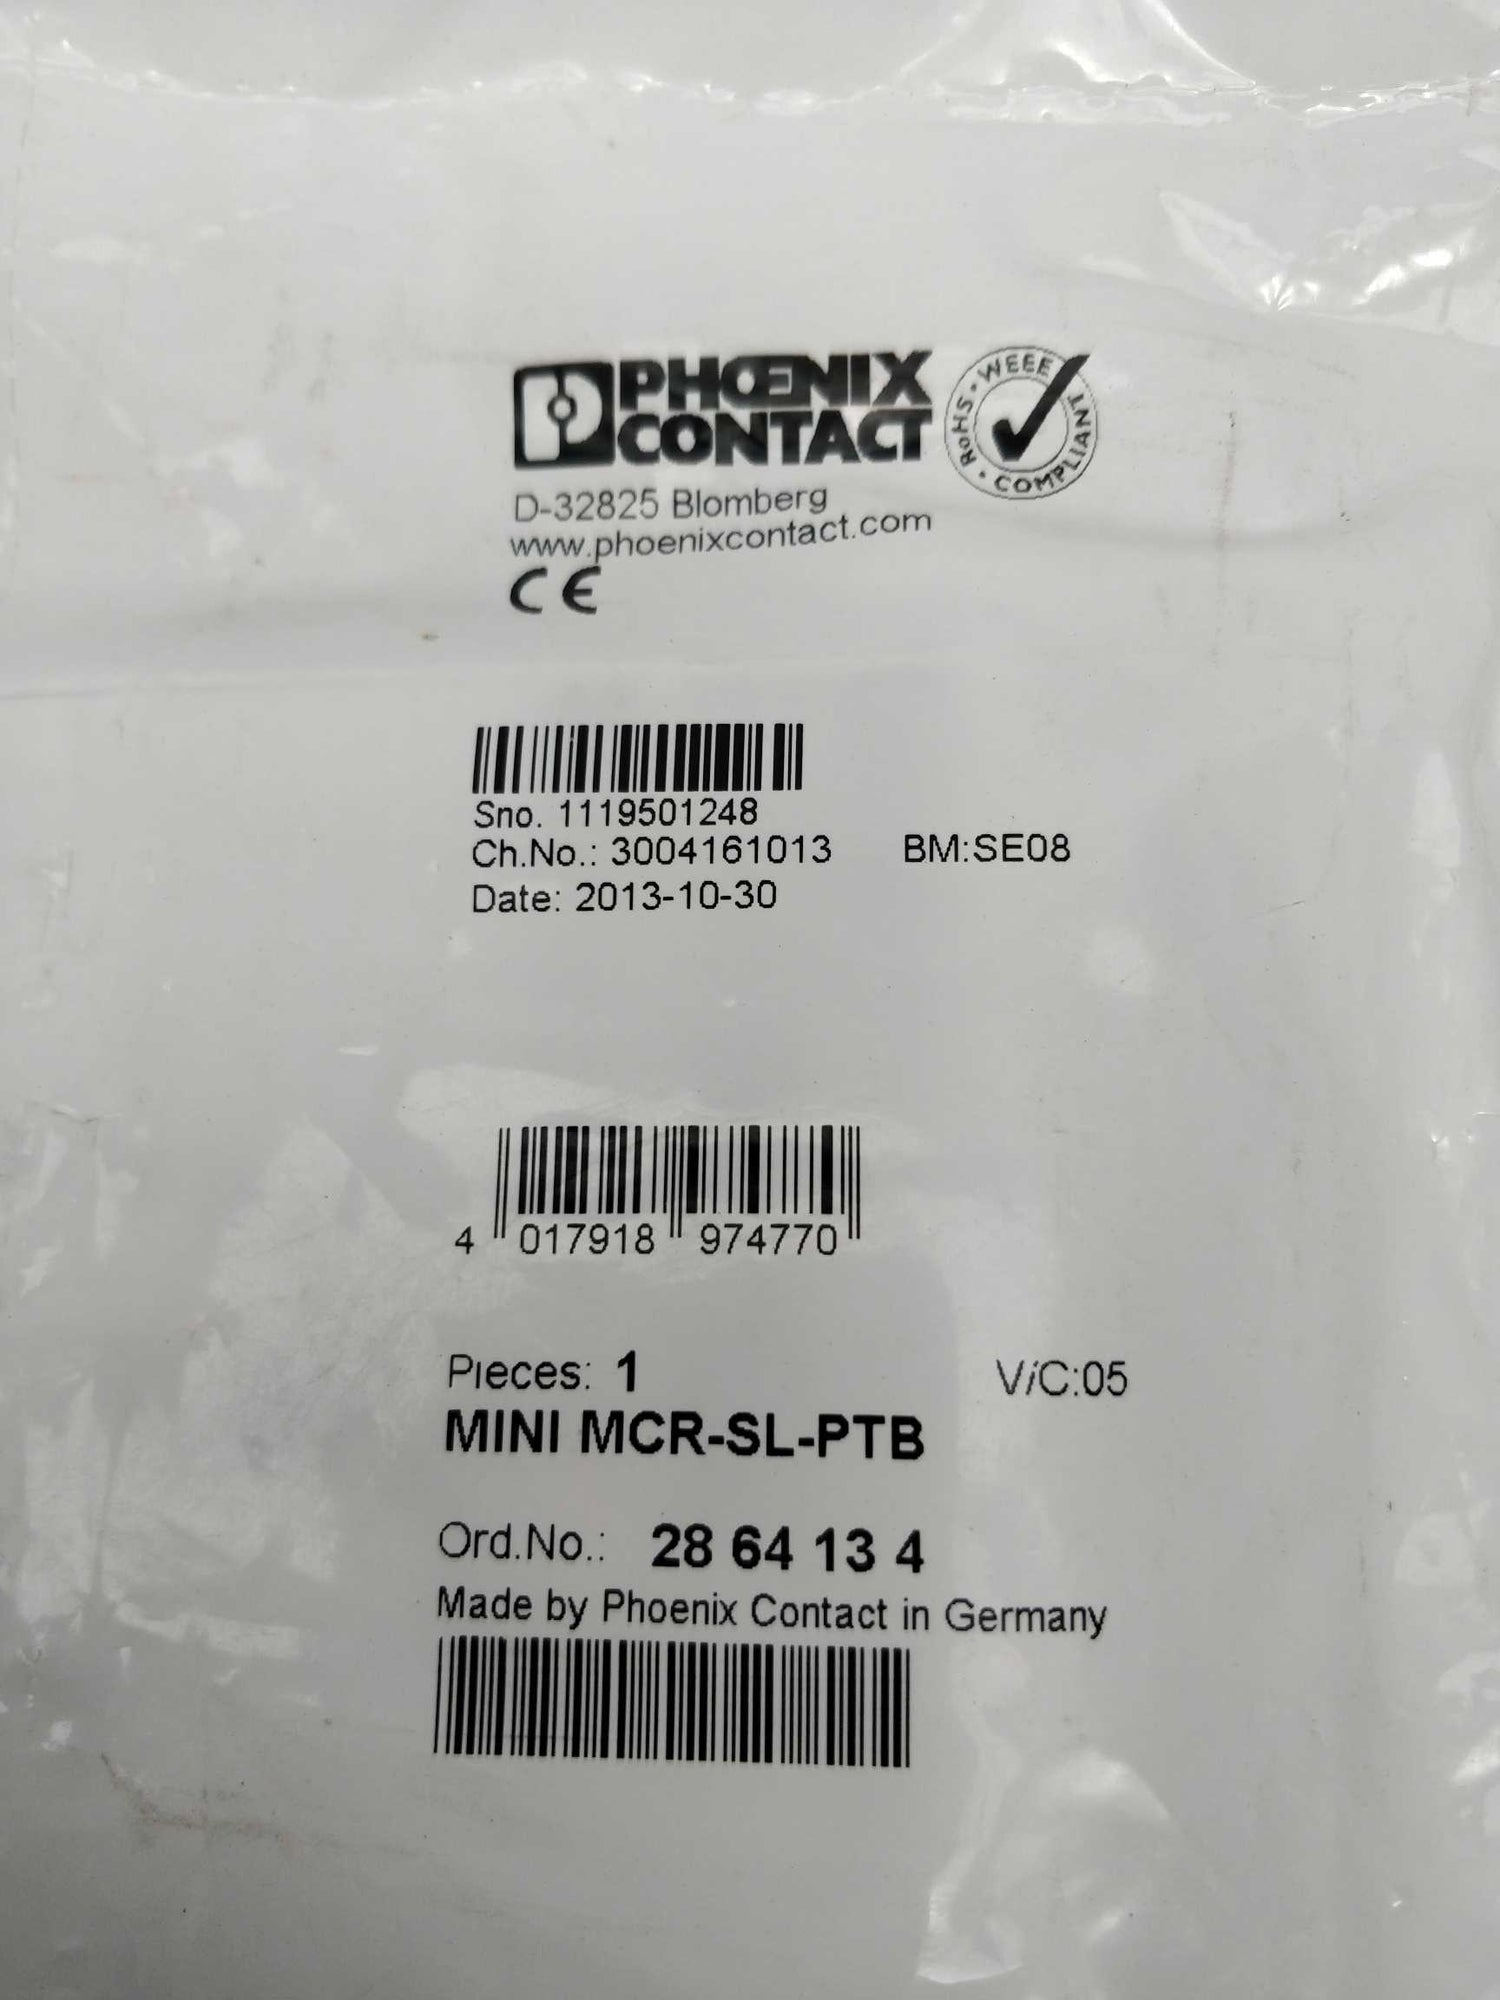 PHOENIX
CONTACT
RoHS · WEEE COMPLIANT ·
D-32825 Blomberg
www.phoenixcontact.com
CE
Sno. 1119501248
Ch.No.: 3004161013 BM:SE08
Date: 2013-10-30
4 017918 974770
Pieces: 1 V/C:05
MINI MCR-SL-PTB
Ord.No.: 28 64 13 4
Made by Phoenix Contact in Germany